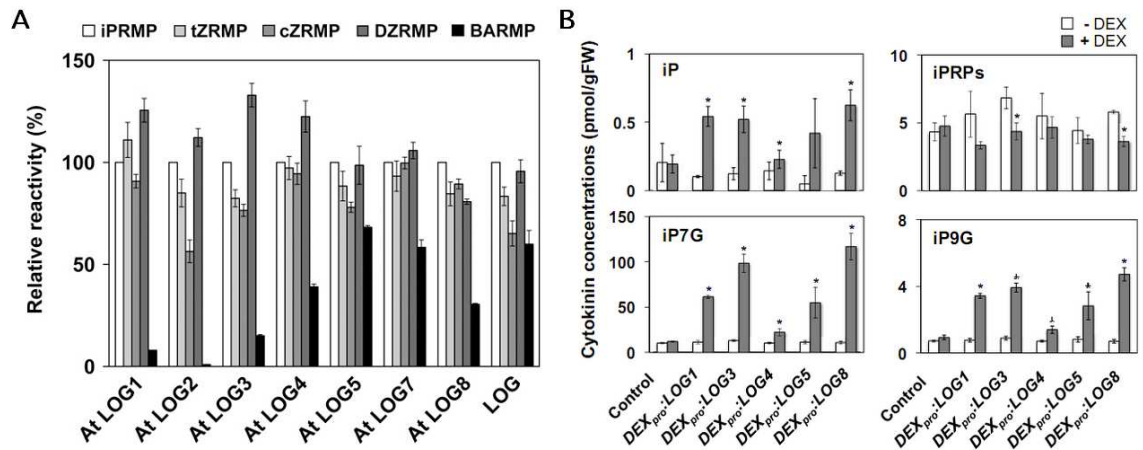 A
iPRMP tZRMP cZRMP DZRMP BARMP
Relative reactivity (%)
150
100
50
0
At LOG1
At LOG2
At LOG3
At LOG4
At LOG5
At LOG7
At LOG8
LOG
B
- DEX
+ DEX
Cytokinin concentrations (pmol/gFW)
iP
1
0.5
0
* * * *
iPRPs
10
5
0
* *
iP7G
150
100
50
0
* * * * *
iP9G
8
4
0
* * * * *
Control
DEXpro:LOG1
DEXpro:LOG3
DEXpro:LOG4
DEXpro:LOG5
DEXpro:LOG8
Control
DEXpro:LOG1
DEXpro:LOG3
DEXpro:LOG4
DEXpro:LOG5
DEXpro:LOG8